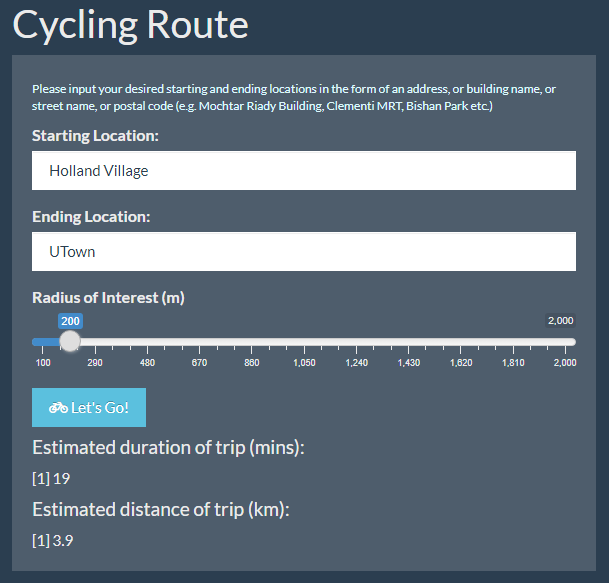 Cycling Route
Please input your desired starting and ending locations in the form of an address, or building name, or
street name, or postal code (e.g. Mochtar Riady Building, Clementi MRT, Bishan Park etc.)
Starting Location:
Holland Village
Ending Location:
UTown
Radius of Interest (m)
200 2,000
100 290 480 670 860 1,050 1,240 1,430 1,620 1,810 2,000
Let's Go!
Estimated duration of trip (mins):
[1] 19
Estimated distance of trip (km):
[1] 3.9